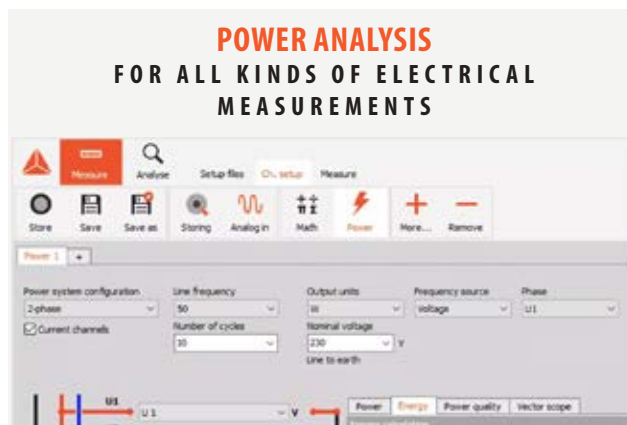 POWER ANALYSIS
FOR ALL KINDS OF ELECTRICAL
MEASUREMENTS
Measure Analyse Setup files Ch. setup Measure
Store Save Save as Storing Analog in Math Power More... Remove
Power 1 +
Power system configuration Line frequency Output units Frequency source Phase
2-phase 50 W Voltage U1
Current channels Number of cycles Nominal voltage
10 230 V
Line to earth
U1
U 1 V Power Energy Power quality Vector scope